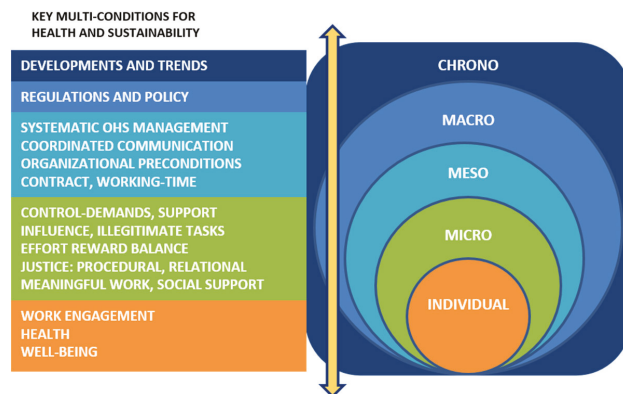 KEY MULTI-CONDITIONS FOR
HEALTH AND SUSTAINABILITY
DEVELOPMENTS AND TRENDS
REGULATIONS AND POLICY
SYSTEMATIC OHS MANAGEMENT
COORDINATED COMMUNICATION
ORGANIZATIONAL PRECONDITIONS
CONTRACT, WORKING-TIME
CONTROL-DEMANDS, SUPPORT
INFLUENCE, ILLEGITIMATE TASKS
EFFORT REWARD BALANCE
JUSTICE: PROCEDURAL, RELATIONAL
MEANINGFUL WORK, SOCIAL SUPPORT
WORK ENGAGEMENT
HEALTH
WELL-BEING
CHRONO
MACRO
MESO
MICRO
INDIVIDUAL